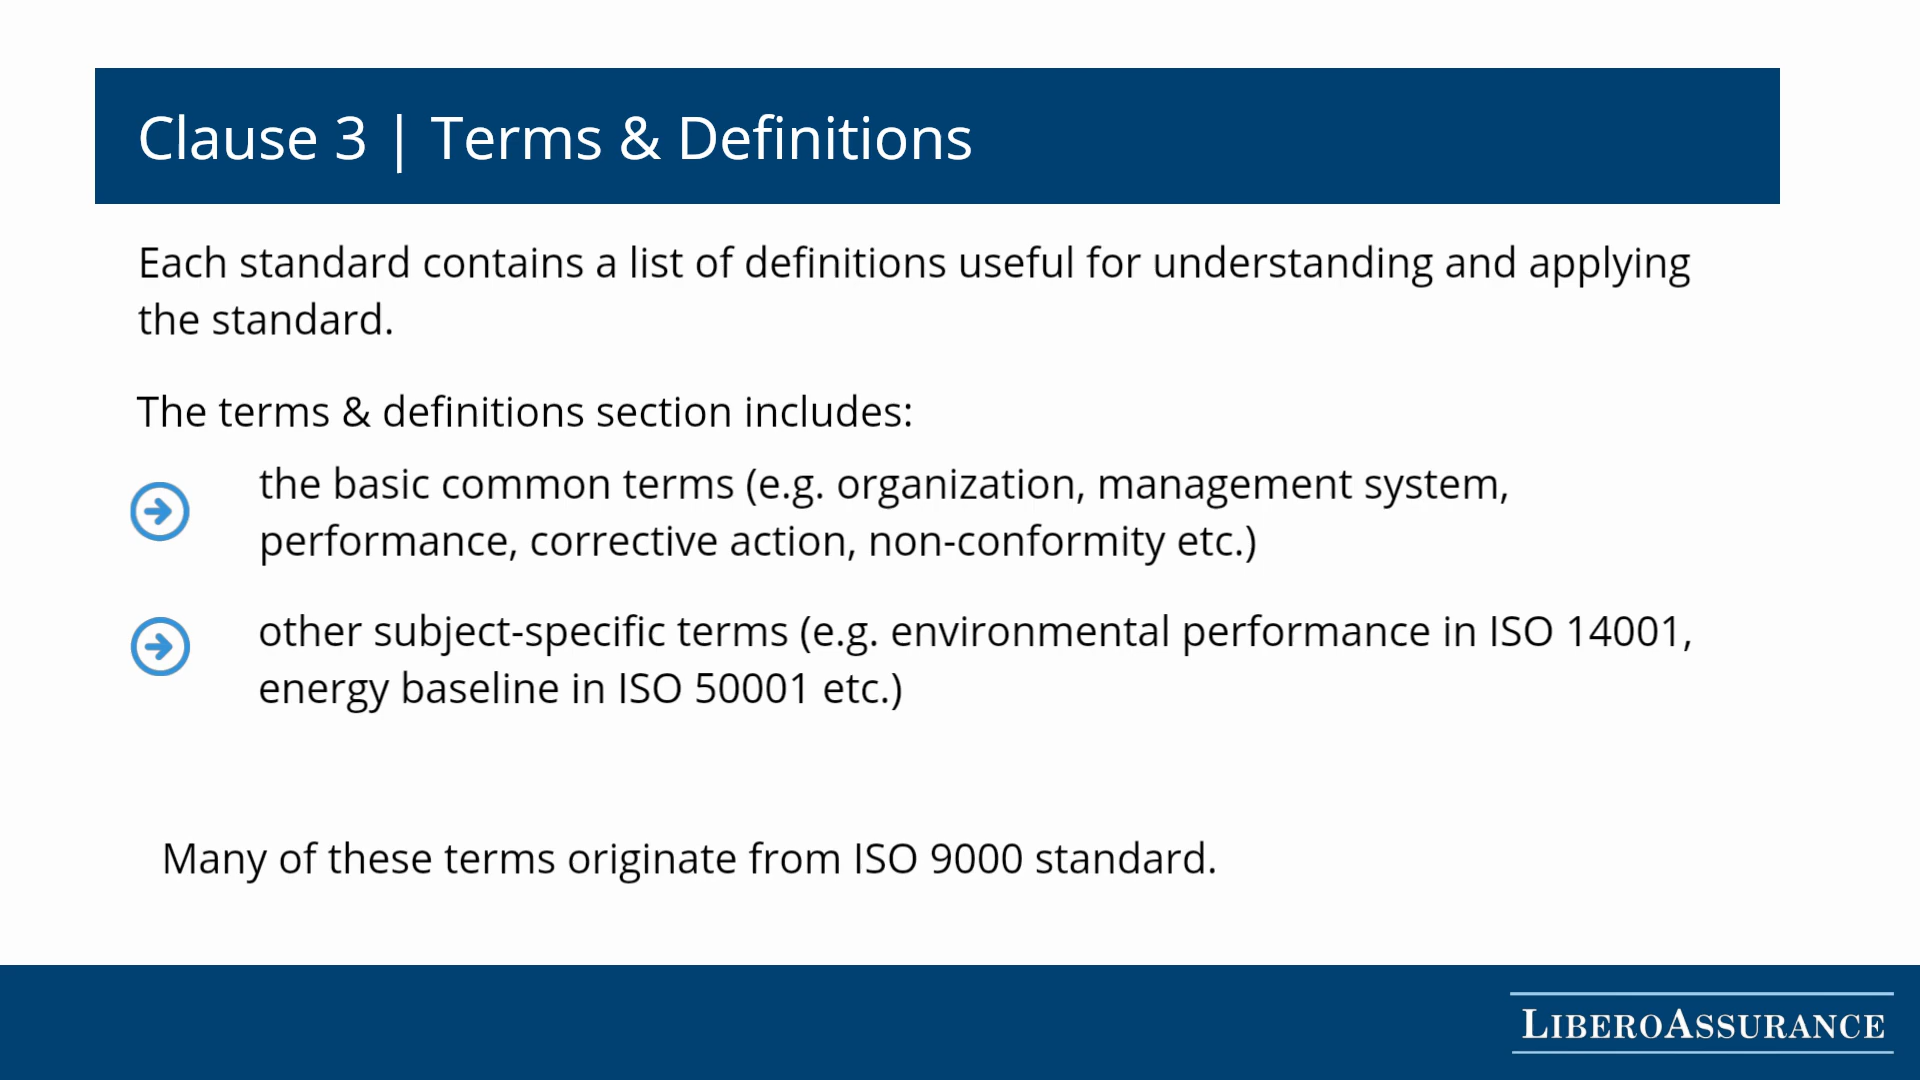 Clause 3 | Terms & Definitions
Each standard contains a list of definitions useful for understanding and applying
the standard.
The terms & definitions section includes:
the basic common terms (e.g. organization, management system,
performance, corrective action, non-conformity etc.)
other subject-specific terms (e.g. environmental performance in ISO 14001,
energy baseline in ISO 50001 etc.)
Many of these terms originate from ISO 9000 standard.
LIBEROASSURANCE